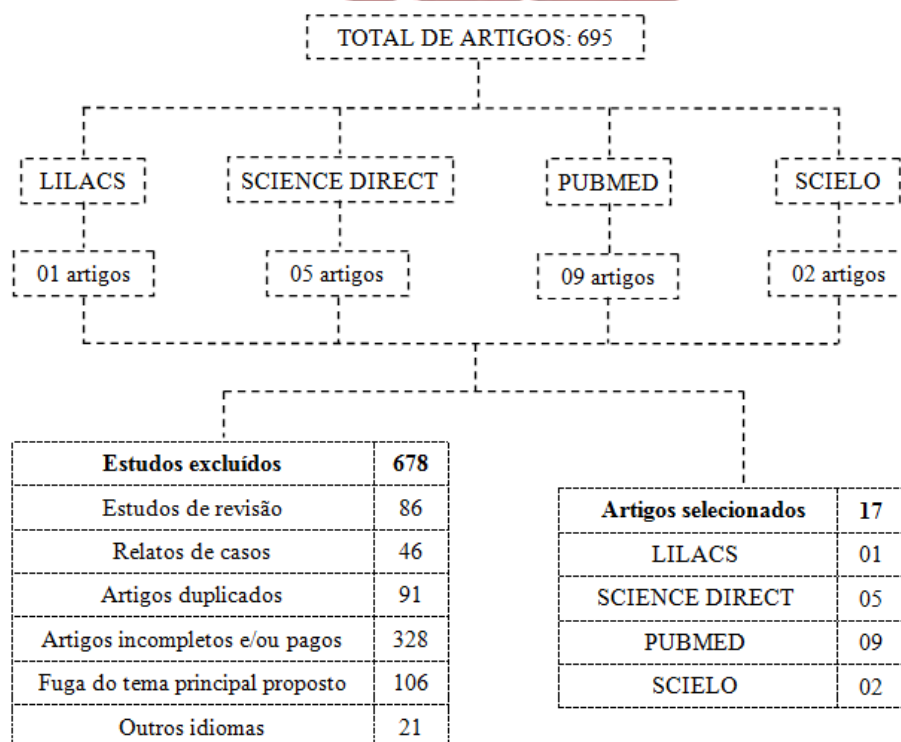 TOTAL DE ARTIGOS: 695
LILACS
SCIENCE DIRECT
PUBMED
SCIELO
01 artigos
05 artigos
09 artigos
02 artigos
Estudos excluídos 678
Estudos de revisão 86
Relatos de casos 46
Artigos duplicados 91
Artigos incompletos e/ou pagos 328
Fuga do tema principal proposto 106
Outros idiomas 21
Artigos selecionados 17
LILACS 01
SCIENCE DIRECT 05
PUBMED 09
SCIELO 02